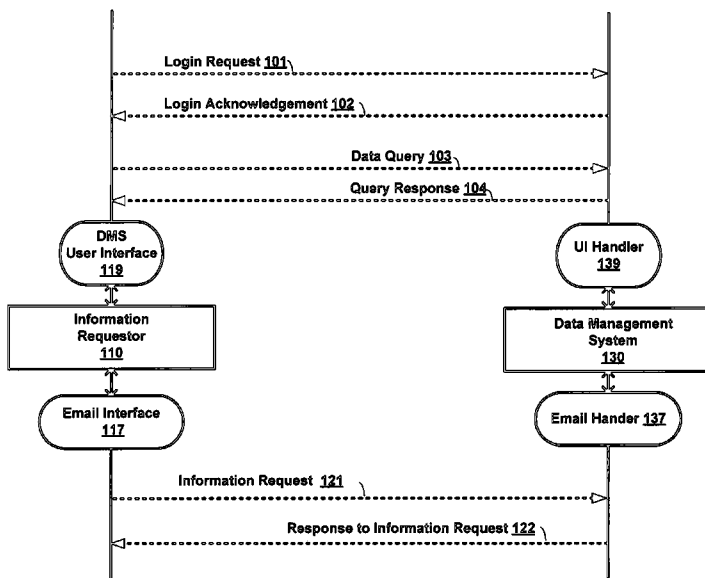 Login Request 101
Login Acknowledgement 102
Data Query 103
Query Response 104
DMS
User Interface
119
UI Handler
139
Information
Requestor
110
Data Management
System
130
Email Interface
117
Email Hander 137
Information Request 121
Response to Information Request 122